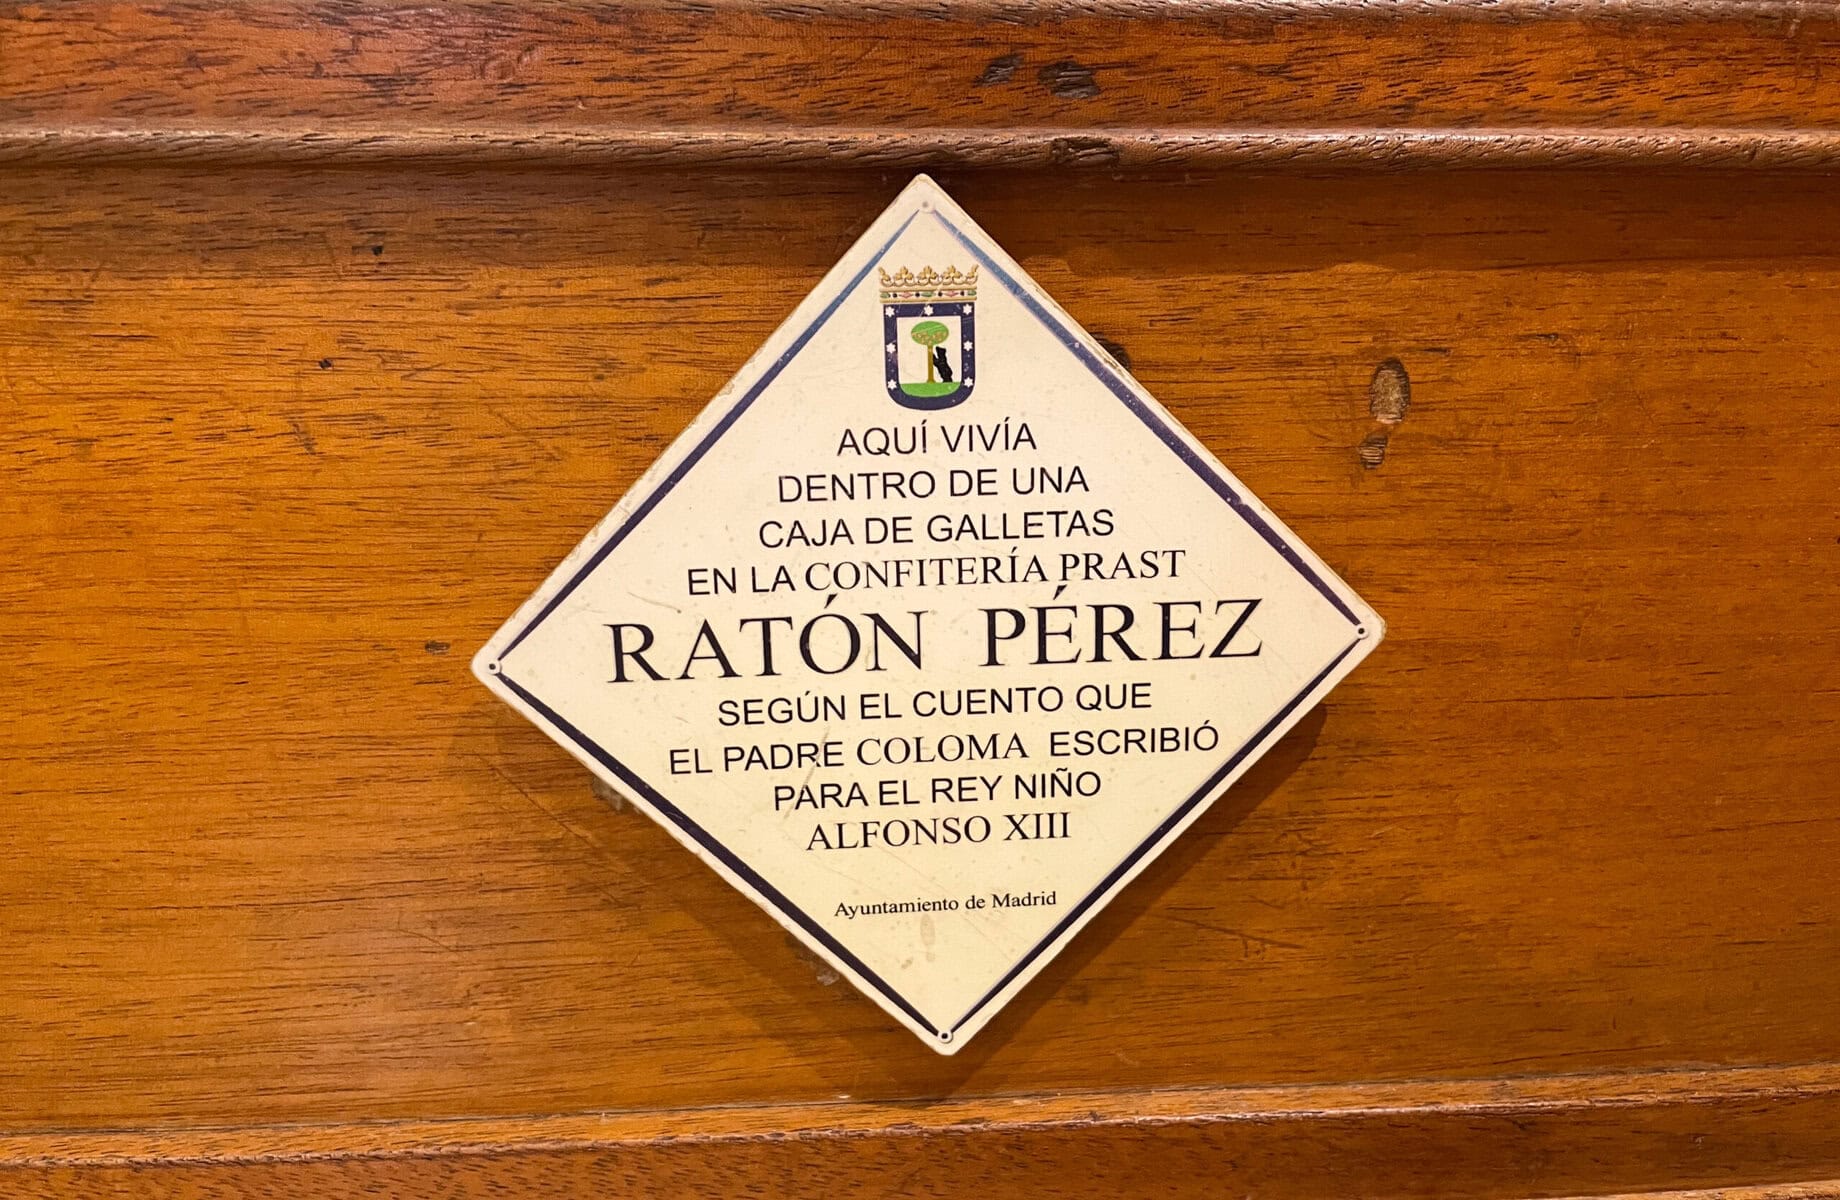 AQUÍ VIVÍA
DENTRO DE UNA
CAJA DE GALLETAS
EN LA CONFITERÍA PRAST
RATÓN PÉREZ
SEGÚN EL CUENTO QUE
EL PADRE COLOMA ESCRIBIÓ
PARA EL REY NIÑO
ALFONSO XIII
Ayuntamiento de Madrid